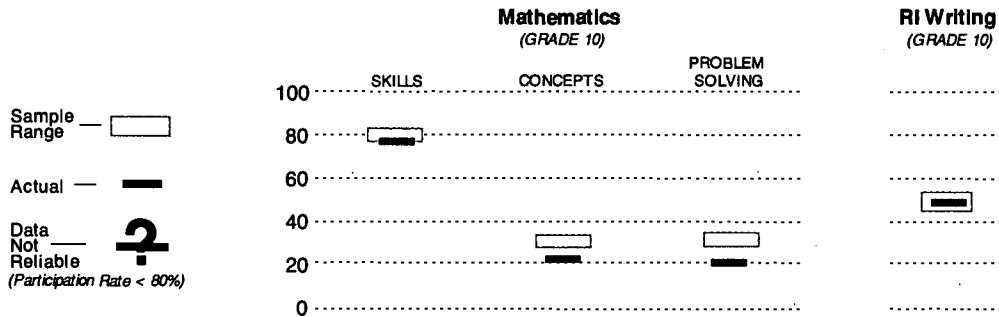 Mathematics
(GRADE 10)
RI Writing
(GRADE 10)
SKILLS
CONCEPTS
PROBLEM
SOLVING
100
80
60
40
20
0
Sample
Range
Actual
Data
Not
Reliable
?
(Participation Rate < 80%)